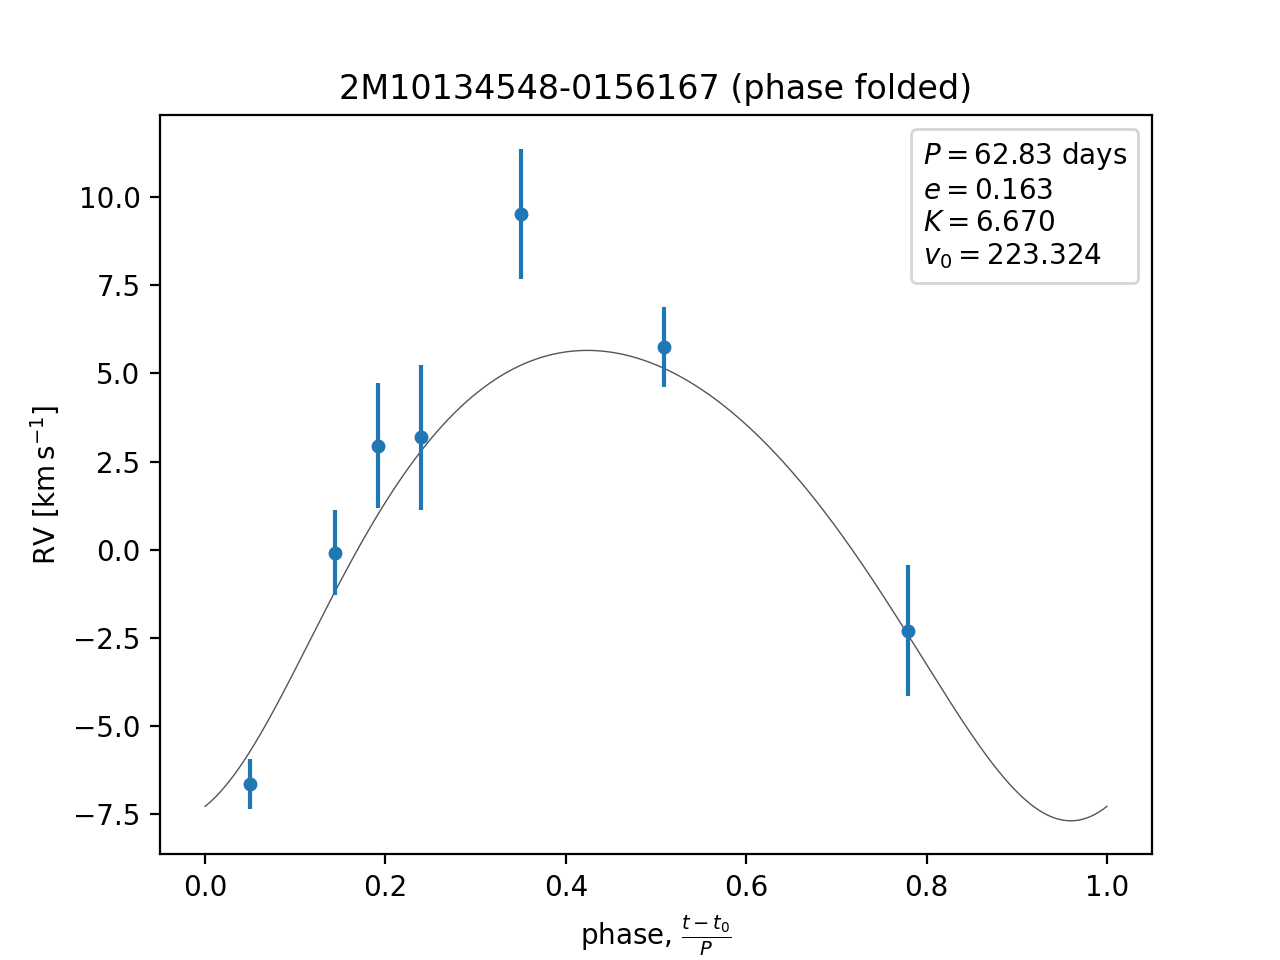 2M10134548-0156167 (phase folded)
P = 62.83 days
e = 0.163
K = 6.670
v₀ = 223.324
10.0
7.5
5.0
2.5
0.0
−2.5
−5.0
−7.5
RV [km s⁻¹]
0.0 0.2 0.4 0.6 0.8 1.0
phase, (t − t₀)/P